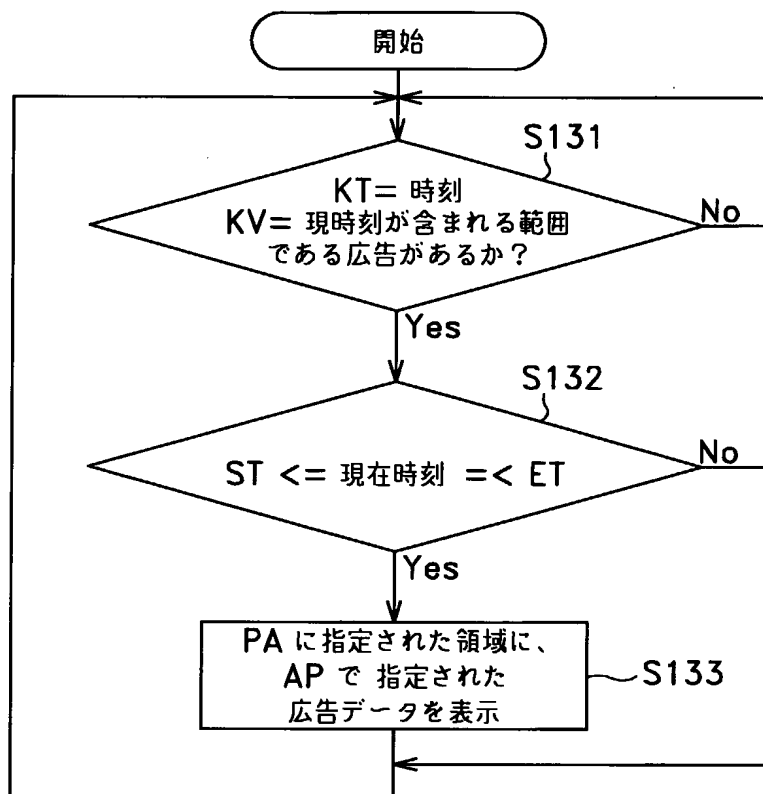 開始
S131
KT= 時刻
KV= 現時刻が含まれる範囲
である広告があるか?
No
Yes
S132
ST <= 現在時刻 =< ET
No
Yes
PA に指定された領域に、
AP で 指定された
広告データを表示
S133